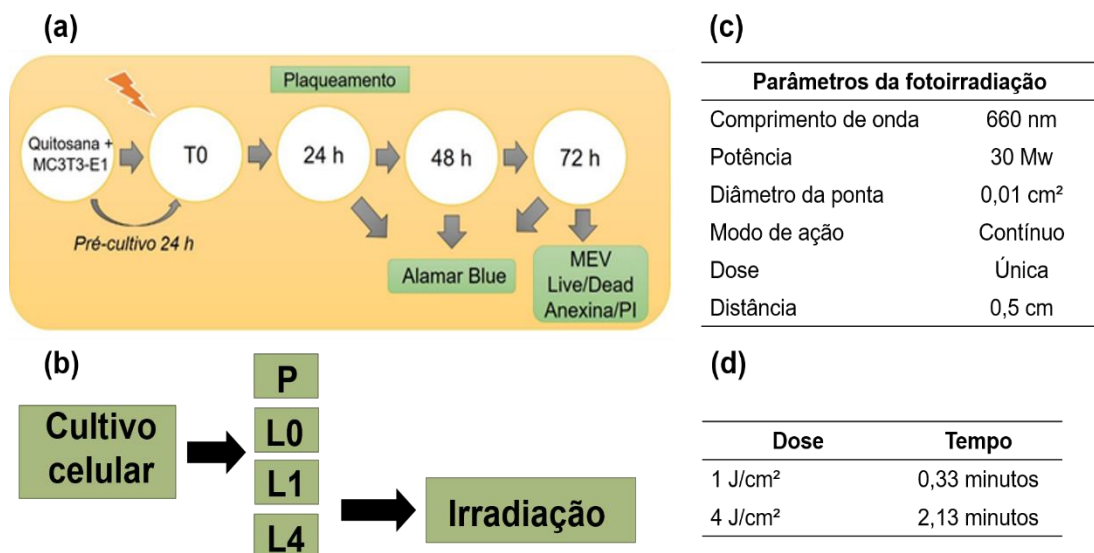 (a)
Plaqueamento
Quitosana +
MC3T3-E1
T0
24 h
48 h
72 h
Pré-cultivo 24 h
Alamar Blue
MEV
Live/Dead
Anexina/PI
(b)
Cultivo
celular
P
L0
L1
L4
Irradiação
(c)
Parâmetros da fotoirradiação
Comprimento de onda 660 nm
Potência 30 Mw
Diâmetro da ponta 0,01 cm²
Modo de ação Contínuo
Dose Única
Distância 0,5 cm
(d)
Dose Tempo
1 J/cm² 0,33 minutos
4 J/cm² 2,13 minutos